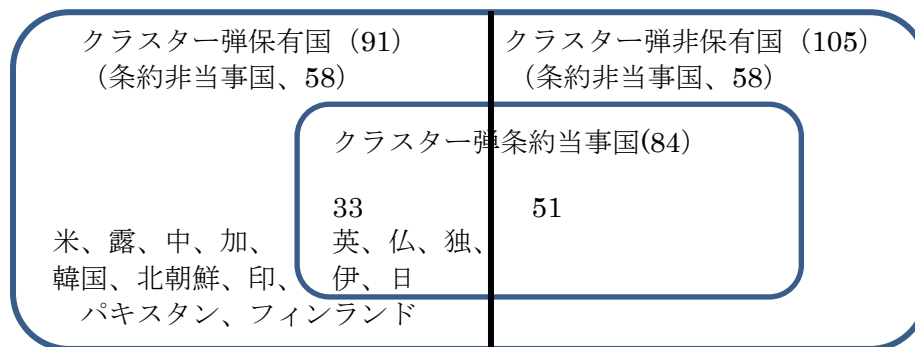 クラスター弾保有国（91）
（条約非当事国、58）
クラスター弾非保有国（105）
（条約非当事国、58）
クラスター弾条約当事国(84)
33
51
米、露、中、加、
韓国、北朝鮮、印、
パキスタン、フィンランド
英、仏、独、
伊、日